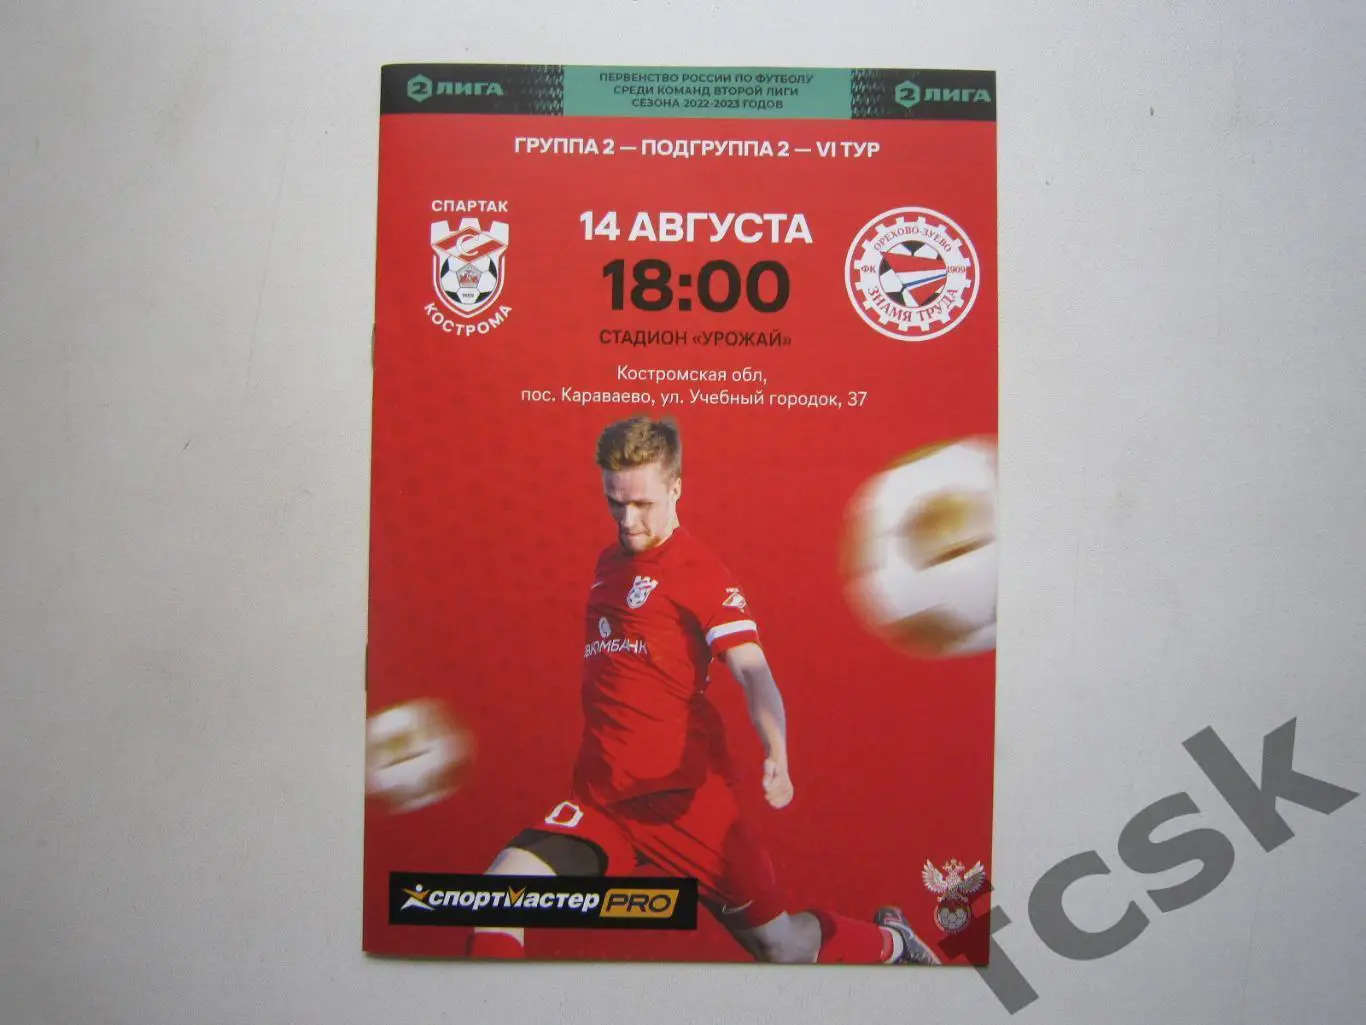 2 ЛИГА
ПЕРВЕНСТВО РОССИИ ПО ФУТБОЛУ
СРЕДИ КОМАНД ВТОРОЙ ЛИГИ
СЕЗОНА 2022-2023 ГОДОВ
2 ЛИГА
ГРУППА 2 — ПОДГРУППА 2 — VI ТУР
СПАРТАК
1959
КОСТРОМА
14 АВГУСТА
18:00
СТАДИОН «УРОЖАЙ»
ОРЕХОВО-ЗУЕВО
ФК 1909
ЗНАМЯ ТРУДА
Костромская обл,
пос. Караваево, ул. Учебный городок, 37
СПОРТМАСТЕР PRO
fcsk